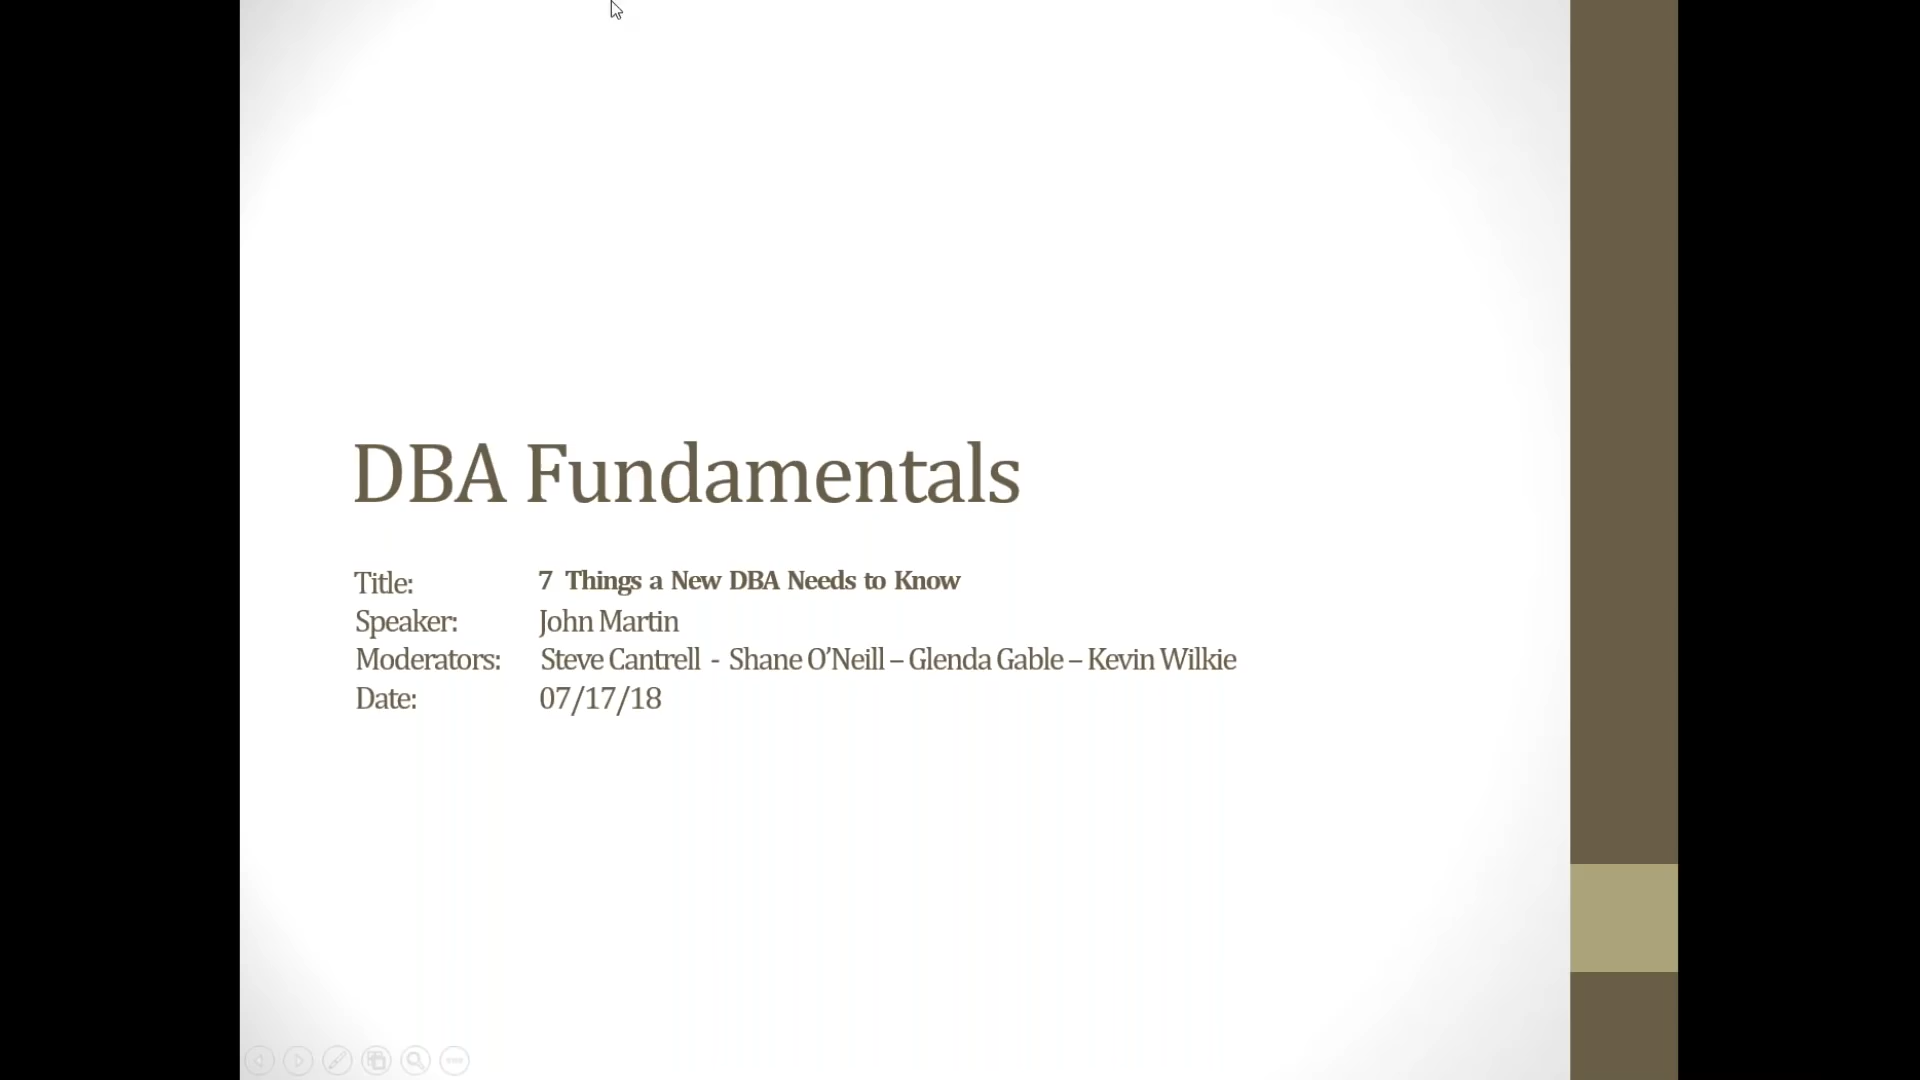 DBA Fundamentals
Title: 7 Things a New DBA Needs to Know
Speaker: John Martin
Moderators: Steve Cantrell - Shane O’Neill – Glenda Gable – Kevin Wilkie
Date: 07/17/18